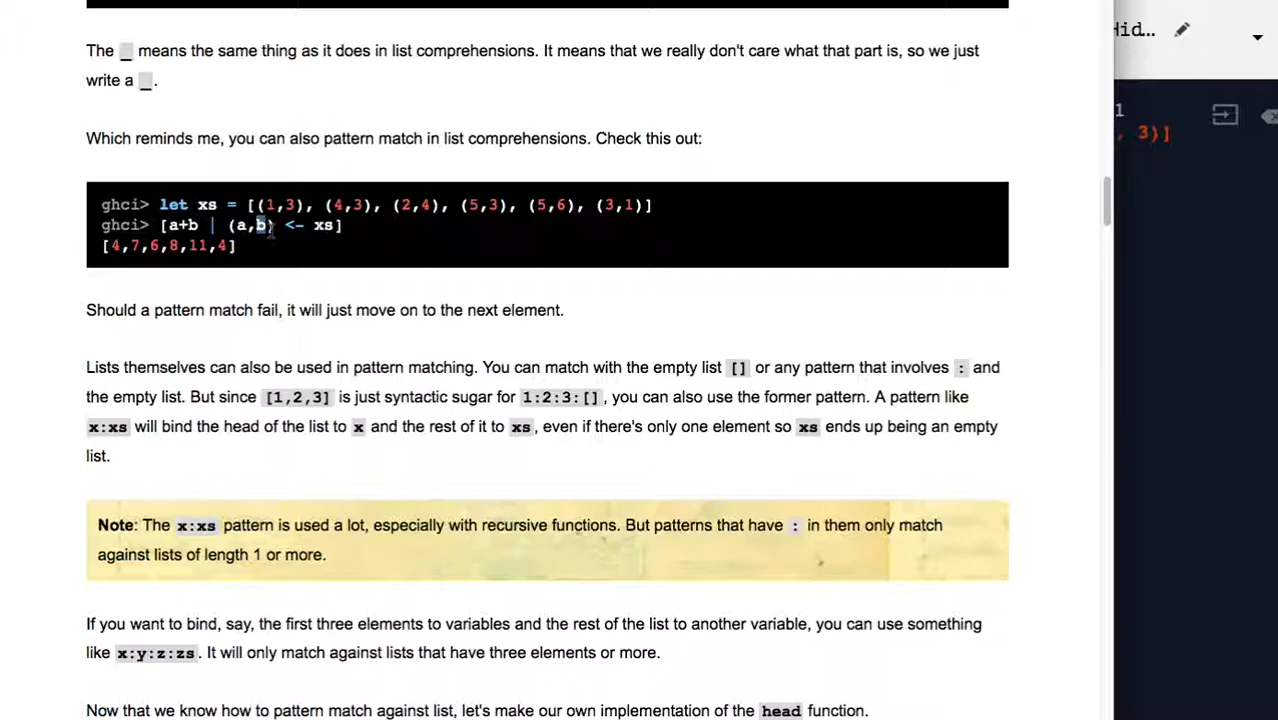 The _ means the same thing as it does in list comprehensions. It means that we really don't care what that part is, so we just
write a _.
Which reminds me, you can also pattern match in list comprehensions. Check this out:
ghci> let xs = [(1,3), (4,3), (2,4), (5,3), (5,6), (3,1)]
ghci> [a+b | (a,b) <- xs]
[4,7,6,8,11,4]
Should a pattern match fail, it will just move on to the next element.
Lists themselves can also be used in pattern matching. You can match with the empty list [] or any pattern that involves : and
the empty list. But since [1,2,3] is just syntactic sugar for 1:2:3:[], you can also use the former pattern. A pattern like
x:xs will bind the head of the list to x and the rest of it to xs, even if there's only one element so xs ends up being an empty
list.
Note: The x:xs pattern is used a lot, especially with recursive functions. But patterns that have : in them only match
against lists of length 1 or more.
If you want to bind, say, the first three elements to variables and the rest of the list to another variable, you can use something
like x:y:z:zs. It will only match against lists that have three elements or more.
Now that we know how to pattern match against list, let's make our own implementation of the head function.
Hid...
1
, 3)]